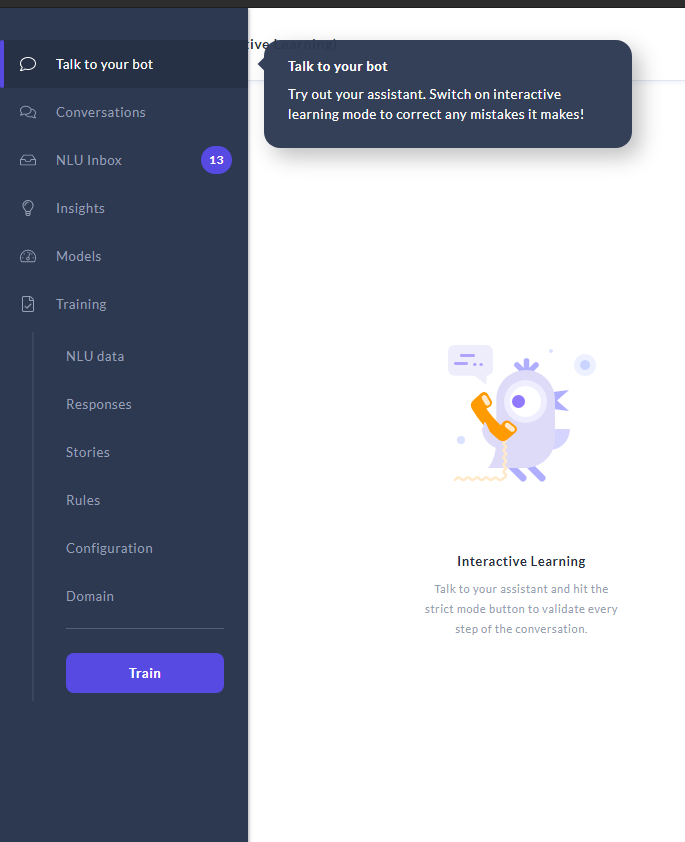 Talk to your bot
Conversations
NLU Inbox
13
Insights
Models
Training
NLU data
Responses
Stories
Rules
Configuration
Domain
Train
Learning)
Talk to your bot
Try out your assistant. Switch on interactive
learning mode to correct any mistakes it makes!
Interactive Learning
Talk to your assistant and hit the
strict mode button to validate every
step of the conversation.